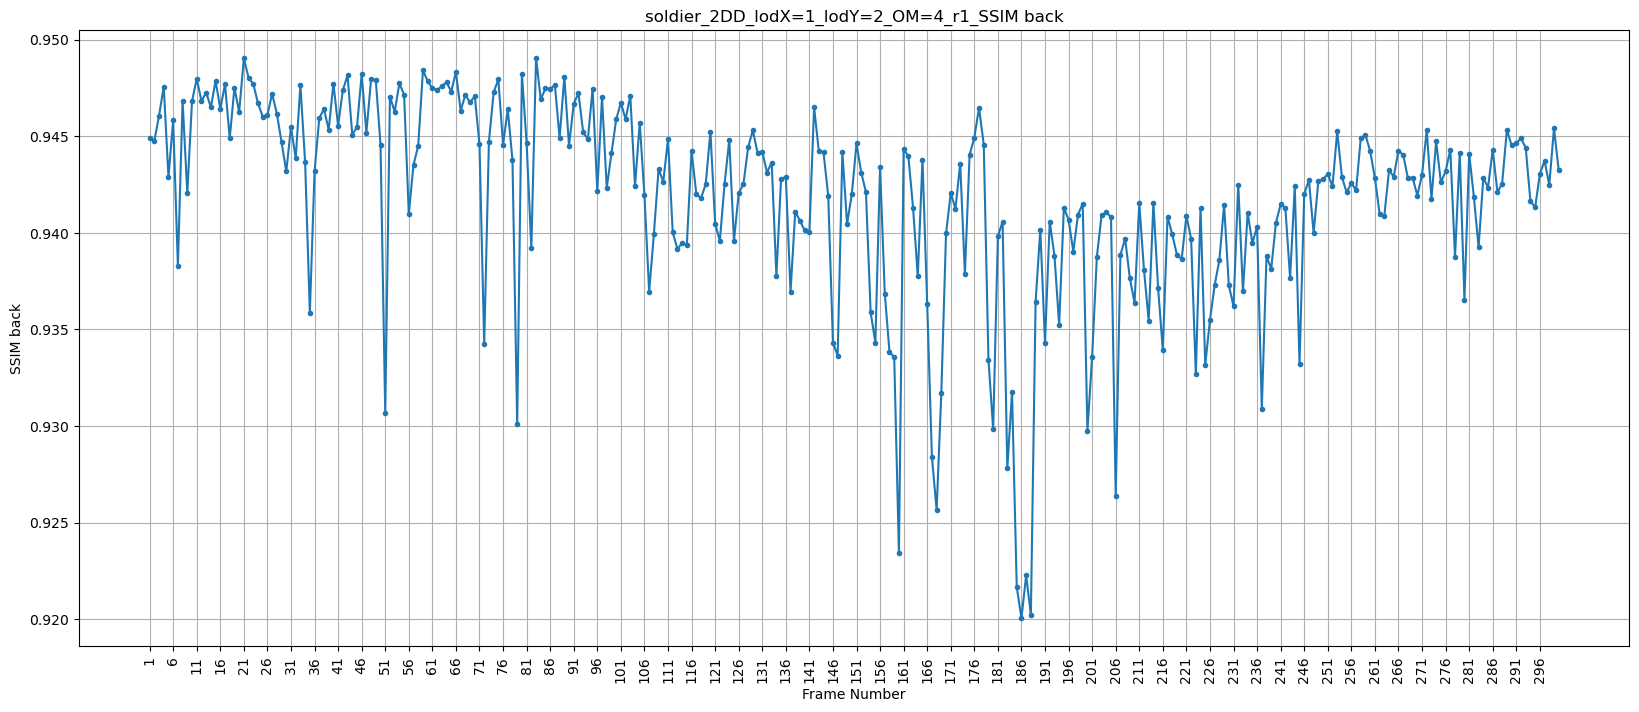 soldier_2DD_lodX=1_lodY=2_OM=4_r1_SSIM back
SSIM back
0.950
0.945
0.940
0.935
0.930
0.925
0.920
1 6 11 16 21 26 31 36 41 46 51 56 61 66 71 76 81 86 91 96 101 106 111 116 121 126 131 136 141 146 151 156 161 166 171 176 181 186 191 196 201 206 211 216 221 226 231 236 241 246 251 256 261 266 271 276 281 286 291 296
Frame Number